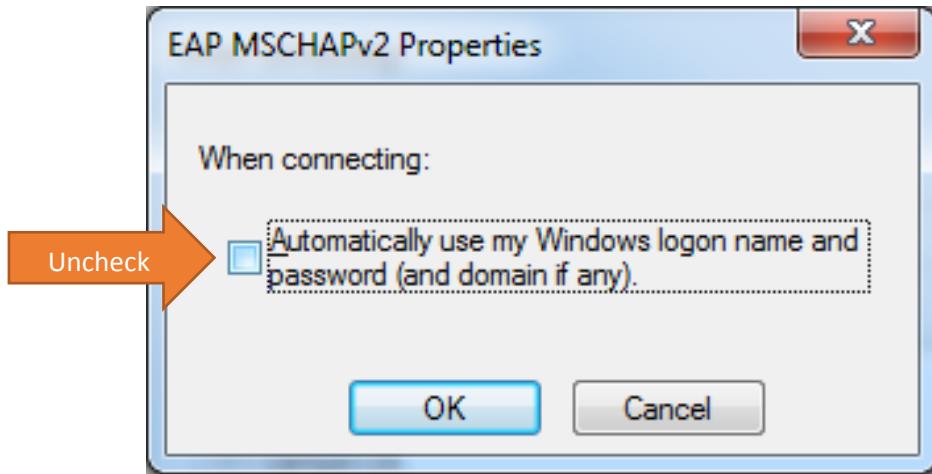 EAP MSCHAPv2 Properties
When connecting:
Uncheck
Automatically use my Windows logon name and
password (and domain if any).
OK
Cancel